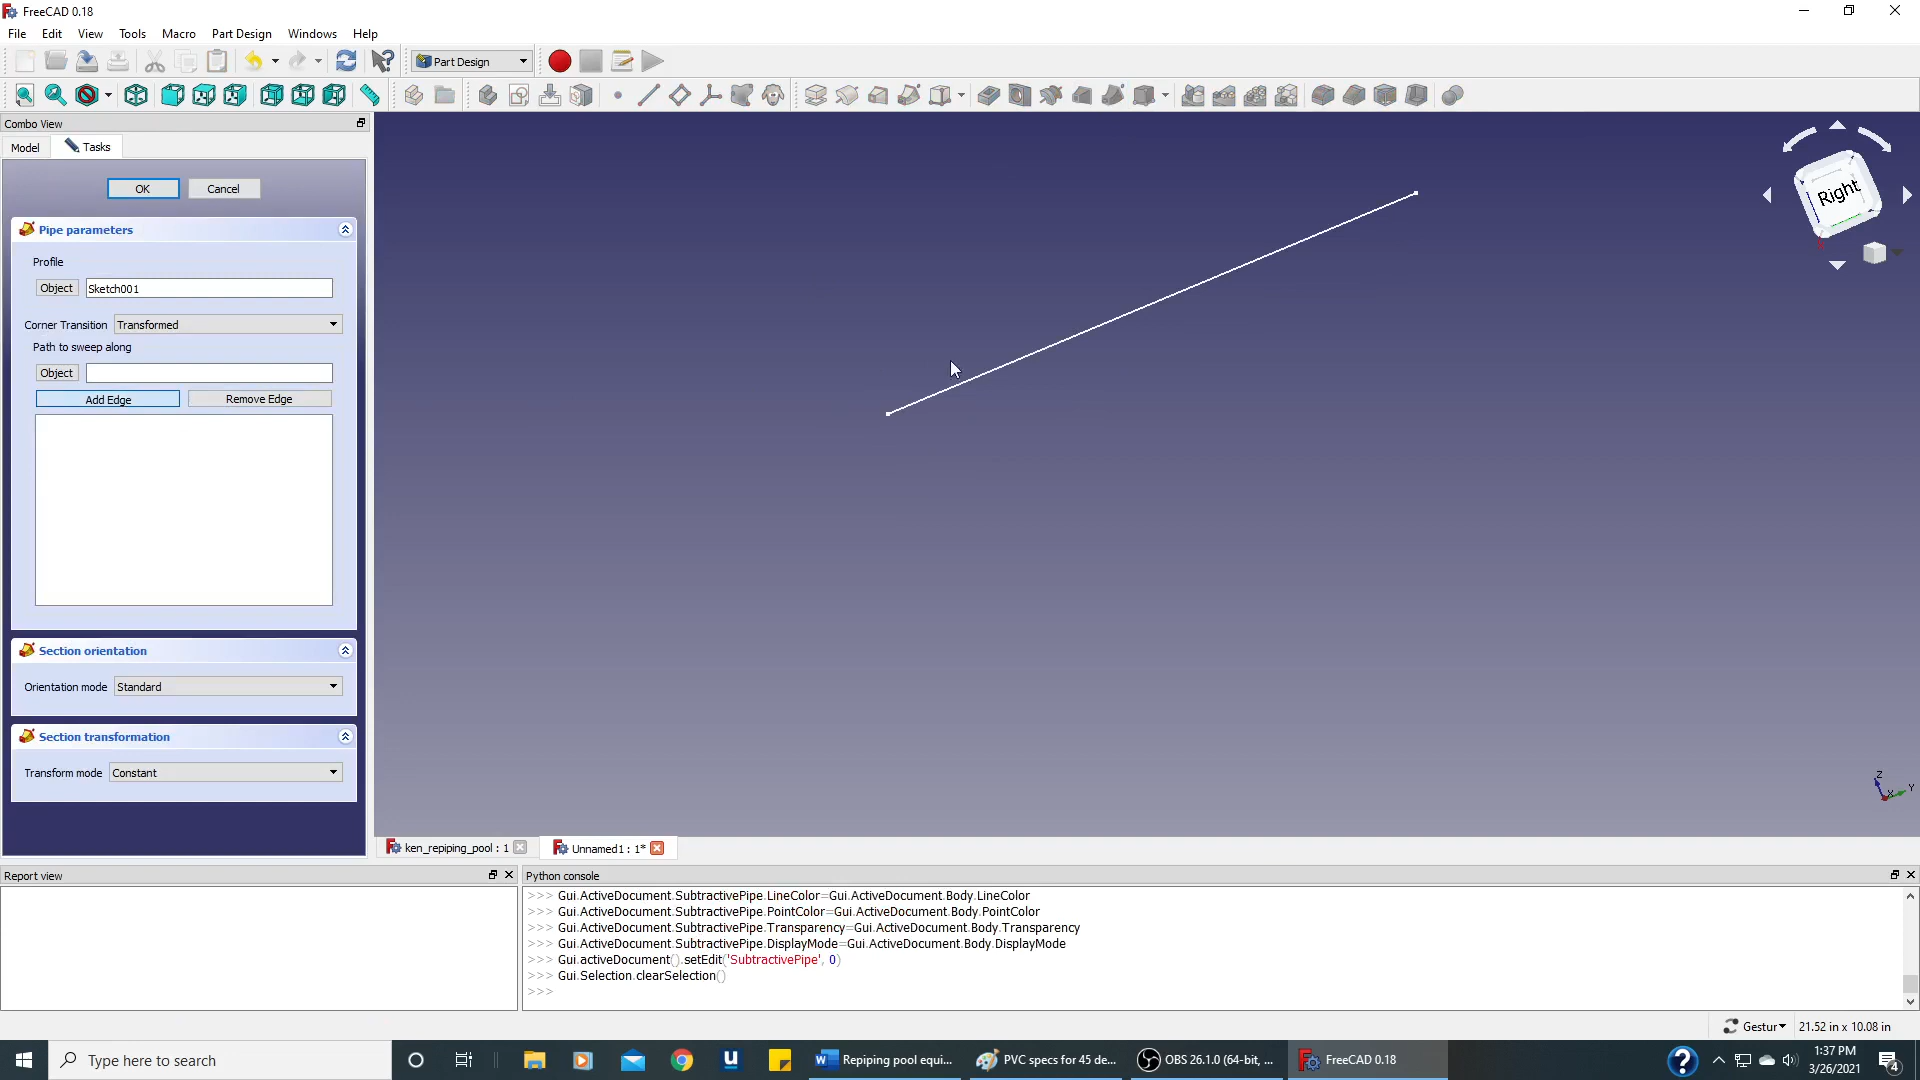 FreeCAD 0.18
File Edit View Tools Macro Part Design Windows Help
Part Design
Combo View
Model Tasks
OK Cancel
Pipe parameters
Profile
Object Sketch001
Corner Transition Transformed
Path to sweep along
Object
Add Edge Remove Edge
Section orientation
Orientation mode Standard
Section transformation
Transform mode Constant
Right
Z
Y
X
ken_repiping_pool : 1 Unnamed1 : 1*
Report view Python console
>>> Gui.ActiveDocument.SubtractivePipe.LineColor=Gui.ActiveDocument.Body.LineColor
>>> Gui.ActiveDocument.SubtractivePipe.PointColor=Gui.ActiveDocument.Body.PointColor
>>> Gui.ActiveDocument.SubtractivePipe.Transparency=Gui.ActiveDocument.Body.Transparency
>>> Gui.ActiveDocument.SubtractivePipe.DisplayMode=Gui.ActiveDocument.Body.DisplayMode
>>> Gui.activeDocument().setEdit('SubtractivePipe', 0)
>>> Gui.Selection.clearSelection()
>>>
Gestur 21.52 in x 10.08 in
Type here to search Repiping pool equi... PVC specs for 45 de... OBS 26.1.0 (64-bit, ... FreeCAD 0.18
1:37 PM
3/26/2021
4